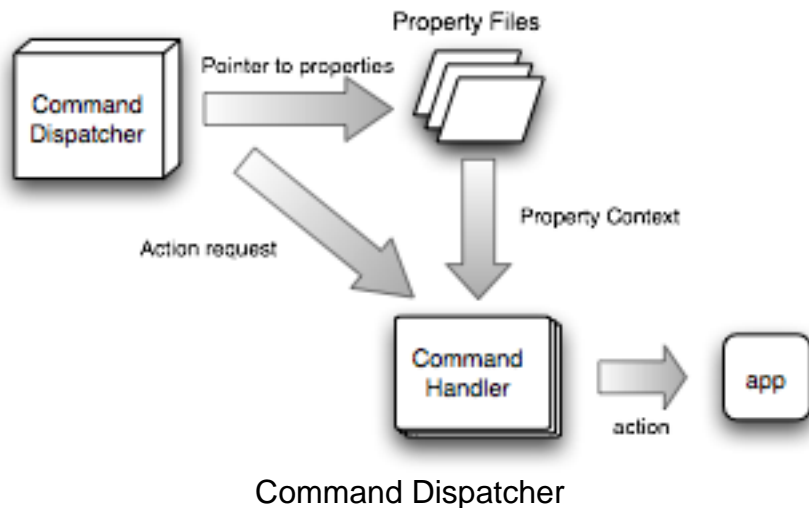 Property Files
Pointer to properties
Command
Dispatcher
Action request
Property Context
Command
Handler
app
action
Command Dispatcher